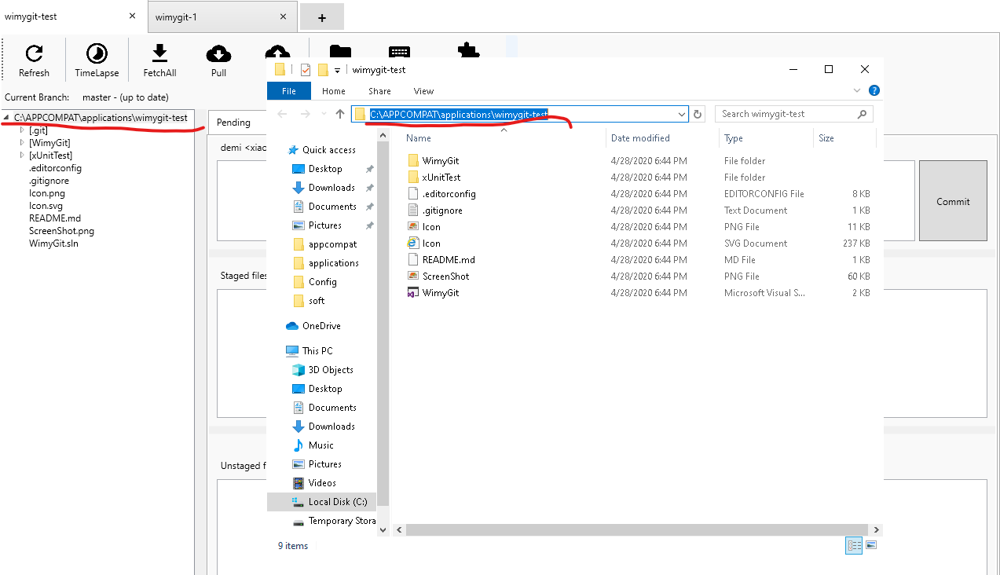 wimygit-test
wimygit-1
+
Refresh
TimeLapse
FetchAll
Pull
Current Branch: master - (up to date)
C:\APPCOMPAT\applications\wimygit-test
[.git]
[WimyGit]
[xUnitTest]
.editorconfig
.gitignore
Icon.png
Icon.svg
README.md
ScreenShot.png
WimyGit.sln
Pending
demi <xiao
Commit
Staged files
Unstaged f
wimygit-test
File Home Share View
C:\APPCOMPAT\applications\wimygit-test
Search wimygit-test
Quick access
Desktop
Downloads
Documents
Pictures
appcompat
applications
Config
soft
OneDrive
This PC
3D Objects
Desktop
Documents
Downloads
Music
Pictures
Videos
Local Disk (C:)
Temporary Stora
Name Date modified Type Size
WimyGit 4/28/2020 6:44 PM File folder
xUnitTest 4/28/2020 6:44 PM File folder
.editorconfig 4/28/2020 6:44 PM EDITORCONFIG File 8 KB
.gitignore 4/28/2020 6:44 PM Text Document 1 KB
Icon 4/28/2020 6:44 PM PNG File 11 KB
Icon 4/28/2020 6:44 PM SVG Document 237 KB
README.md 4/28/2020 6:44 PM MD File 1 KB
ScreenShot 4/28/2020 6:44 PM PNG File 60 KB
WimyGit 4/28/2020 6:44 PM Microsoft Visual S... 2 KB
9 items